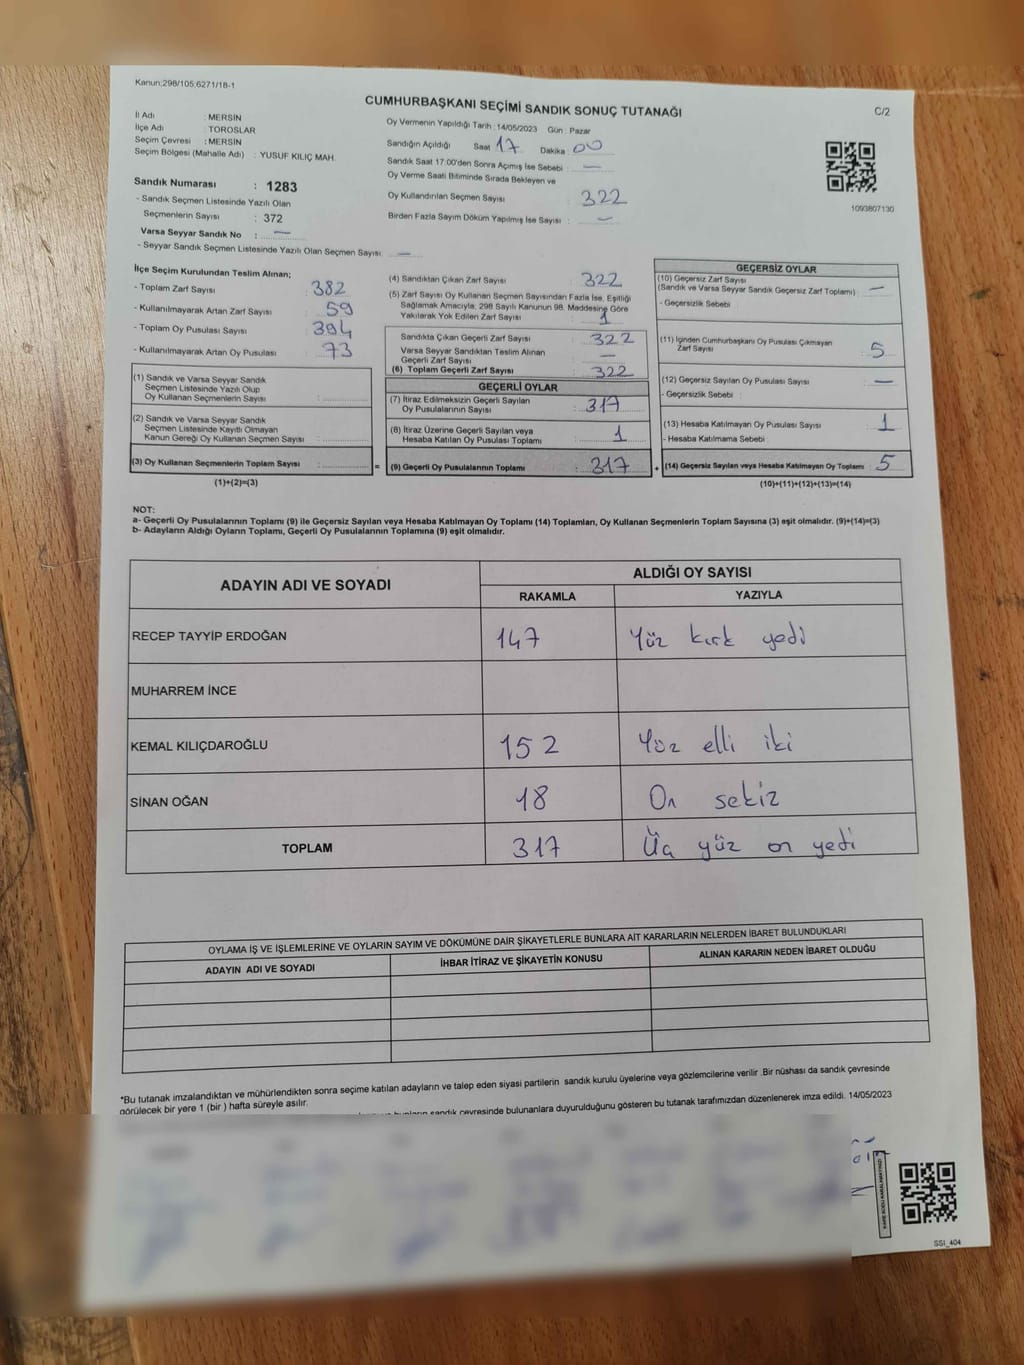 Kanun:298/105,6271/18-1
CUMHURBAŞKANI SEÇİMİ SANDIK SONUÇ TUTANAĞI
C/2
İl Adı : MERSİN
İlçe Adı : TOROSLAR
Seçim Çevresi : MERSİN
Seçim Bölgesi (Mahalle Adı) : YUSUF KILIÇ MAH.
Sandık Numarası : 1283
- Sandık Seçmen Listesinde Yazılı Olan
Seçmenlerin Sayısı : 372
Varsa Seyyar Sandık No : —
- Seyyar Sandık Seçmen Listesinde Yazılı Olan Seçmen Sayısı —
Oy Vermenin Yapıldığı Tarih : 14/05/2023 Gün : Pazar
Sandığın Açıldığı Saat 17 Dakika : 00
Sandık Saat 17:00'den Sonra Açımış İse Sebebi : —
Oy Verme Saati Bitiminde Sırada Bekleyen ve
Oy Kullandırılan Seçmen Sayısı : 322
Birden Fazla Sayım Döküm Yapılmış İse Sayısı : —
1093807130
İlçe Seçim Kurulundan Teslim Alınan;
- Toplam Zarf Sayısı : 382
- Kullanılmayarak Artan Zarf Sayısı : 59
- Toplam Oy Pusulası Sayısı : 394
- Kullanılmayarak Artan Oy Pusulası : 73
(1) Sandık ve Varsa Seyyar Sandık
Seçmen Listesinde Yazılı Olup
Oy Kullanan Seçmenlerin Sayısı :
(2) Sandık ve Varsa Seyyar Sandık
Seçmen Listesinde Kayıtlı Olmayan
Kanun Gereği Oy Kullanan Seçmen Sayısı :
(3) Oy Kullanan Seçmenlerin Toplam Sayısı :
(1)+(2)=(3)
=
(4) Sandıktan Çıkan Zarf Sayısı : 322
(5) Zarf Sayısı Oy Kullanan Seçmen Sayısından Fazla İse, Eşitliği
Sağlamak Amacıyla, 298 Sayılı Kanunun 98. Maddesine Göre
Yakılarak Yok Edilen Zarf Sayısı : 1
Sandıkta Çıkan Geçerli Zarf Sayısı : 322
Varsa Seyyar Sandıktan Teslim Alınan
Geçerli Zarf Sayısı : —
(6) Toplam Geçerli Zarf Sayısı : 322
GEÇERLİ OYLAR
(7) İtiraz Edilmeksizin Geçerli Sayılan
Oy Pusulalarının Sayısı : 317
(8) İtiraz Üzerine Geçerli Sayılan veya
Hesaba Katılan Oy Pusulası Toplamı : 1
(9) Geçerli Oy Pusulalarının Toplamı : 317
+
GEÇERSİZ OYLAR
(10) Geçersiz Zarf Sayısı
(Sandık ve Varsa Seyyar Sandık Geçersiz Zarf Toplamı) : —
- Geçersizlik Sebebi :
(11) İçinden Cumhurbaşkanı Oy Pusulası Çıkmayan
Zarf Sayısı : 5
(12) Geçersiz Sayılan Oy Pusulası Sayısı : —
- Geçersizlik Sebebi :
(13) Hesaba Katılmayan Oy Pusulası Sayısı : 1
- Hesaba Katılmama Sebebi :
(14) Geçersiz Sayılan veya Hesaba Katılmayan Oy Toplamı : 5
(10)+(11)+(12)+(13)=(14)
NOT:
a- Geçerli Oy Pusulalarının Toplamı (9) ile Geçersiz Sayılan veya Hesaba Katılmayan Oy Toplamı (14) Toplamları, Oy Kullanan Seçmenlerin Toplam Sayısına (3) eşit olmalıdır. (9)+(14)=(3)
b- Adayların Aldığı Oyların Toplamı, Geçerli Oy Pusulalarının Toplamına (9) eşit olmalıdır.
ADAYIN ADI VE SOYADI
ALDIĞI OY SAYISI
RAKAMLA YAZIYLA
RECEP TAYYİP ERDOĞAN 147 Yüz kırk yedi
MUHARREM İNCE
KEMAL KILIÇDAROĞLU 152 Yüz elli iki
SİNAN OĞAN 18 On sekiz
TOPLAM 317 Üç yüz on yedi
OYLAMA İŞ VE İŞLEMLERİNE VE OYLARIN SAYIM VE DÖKÜMÜNE DAİR ŞİKAYETLERLE BUNLARA AİT KARARLARIN NELERDEN İBARET BULUNDUKLARI
ADAYIN ADI VE SOYADI İHBAR İTİRAZ VE ŞİKAYETİN KONUSU ALINAN KARARIN NEDEN İBARET OLDUĞU
*Bu tutanak imzalandıktan ve mühürlendikten sonra seçime katılan adayların ve talep eden siyasi partilerin sandık kurulu üyelerine veya gözlemcilerine verilir .Bir nüshası da sandık çevresinde
görülecek bir yere 1 (bir ) hafta süreyle asılır.
sandık çevresinde bulunanlara duyurulduğunu gösteren bu tutanak tarafımızdan düzenlenerek imza edildi. 14/05/2023
SSI_404